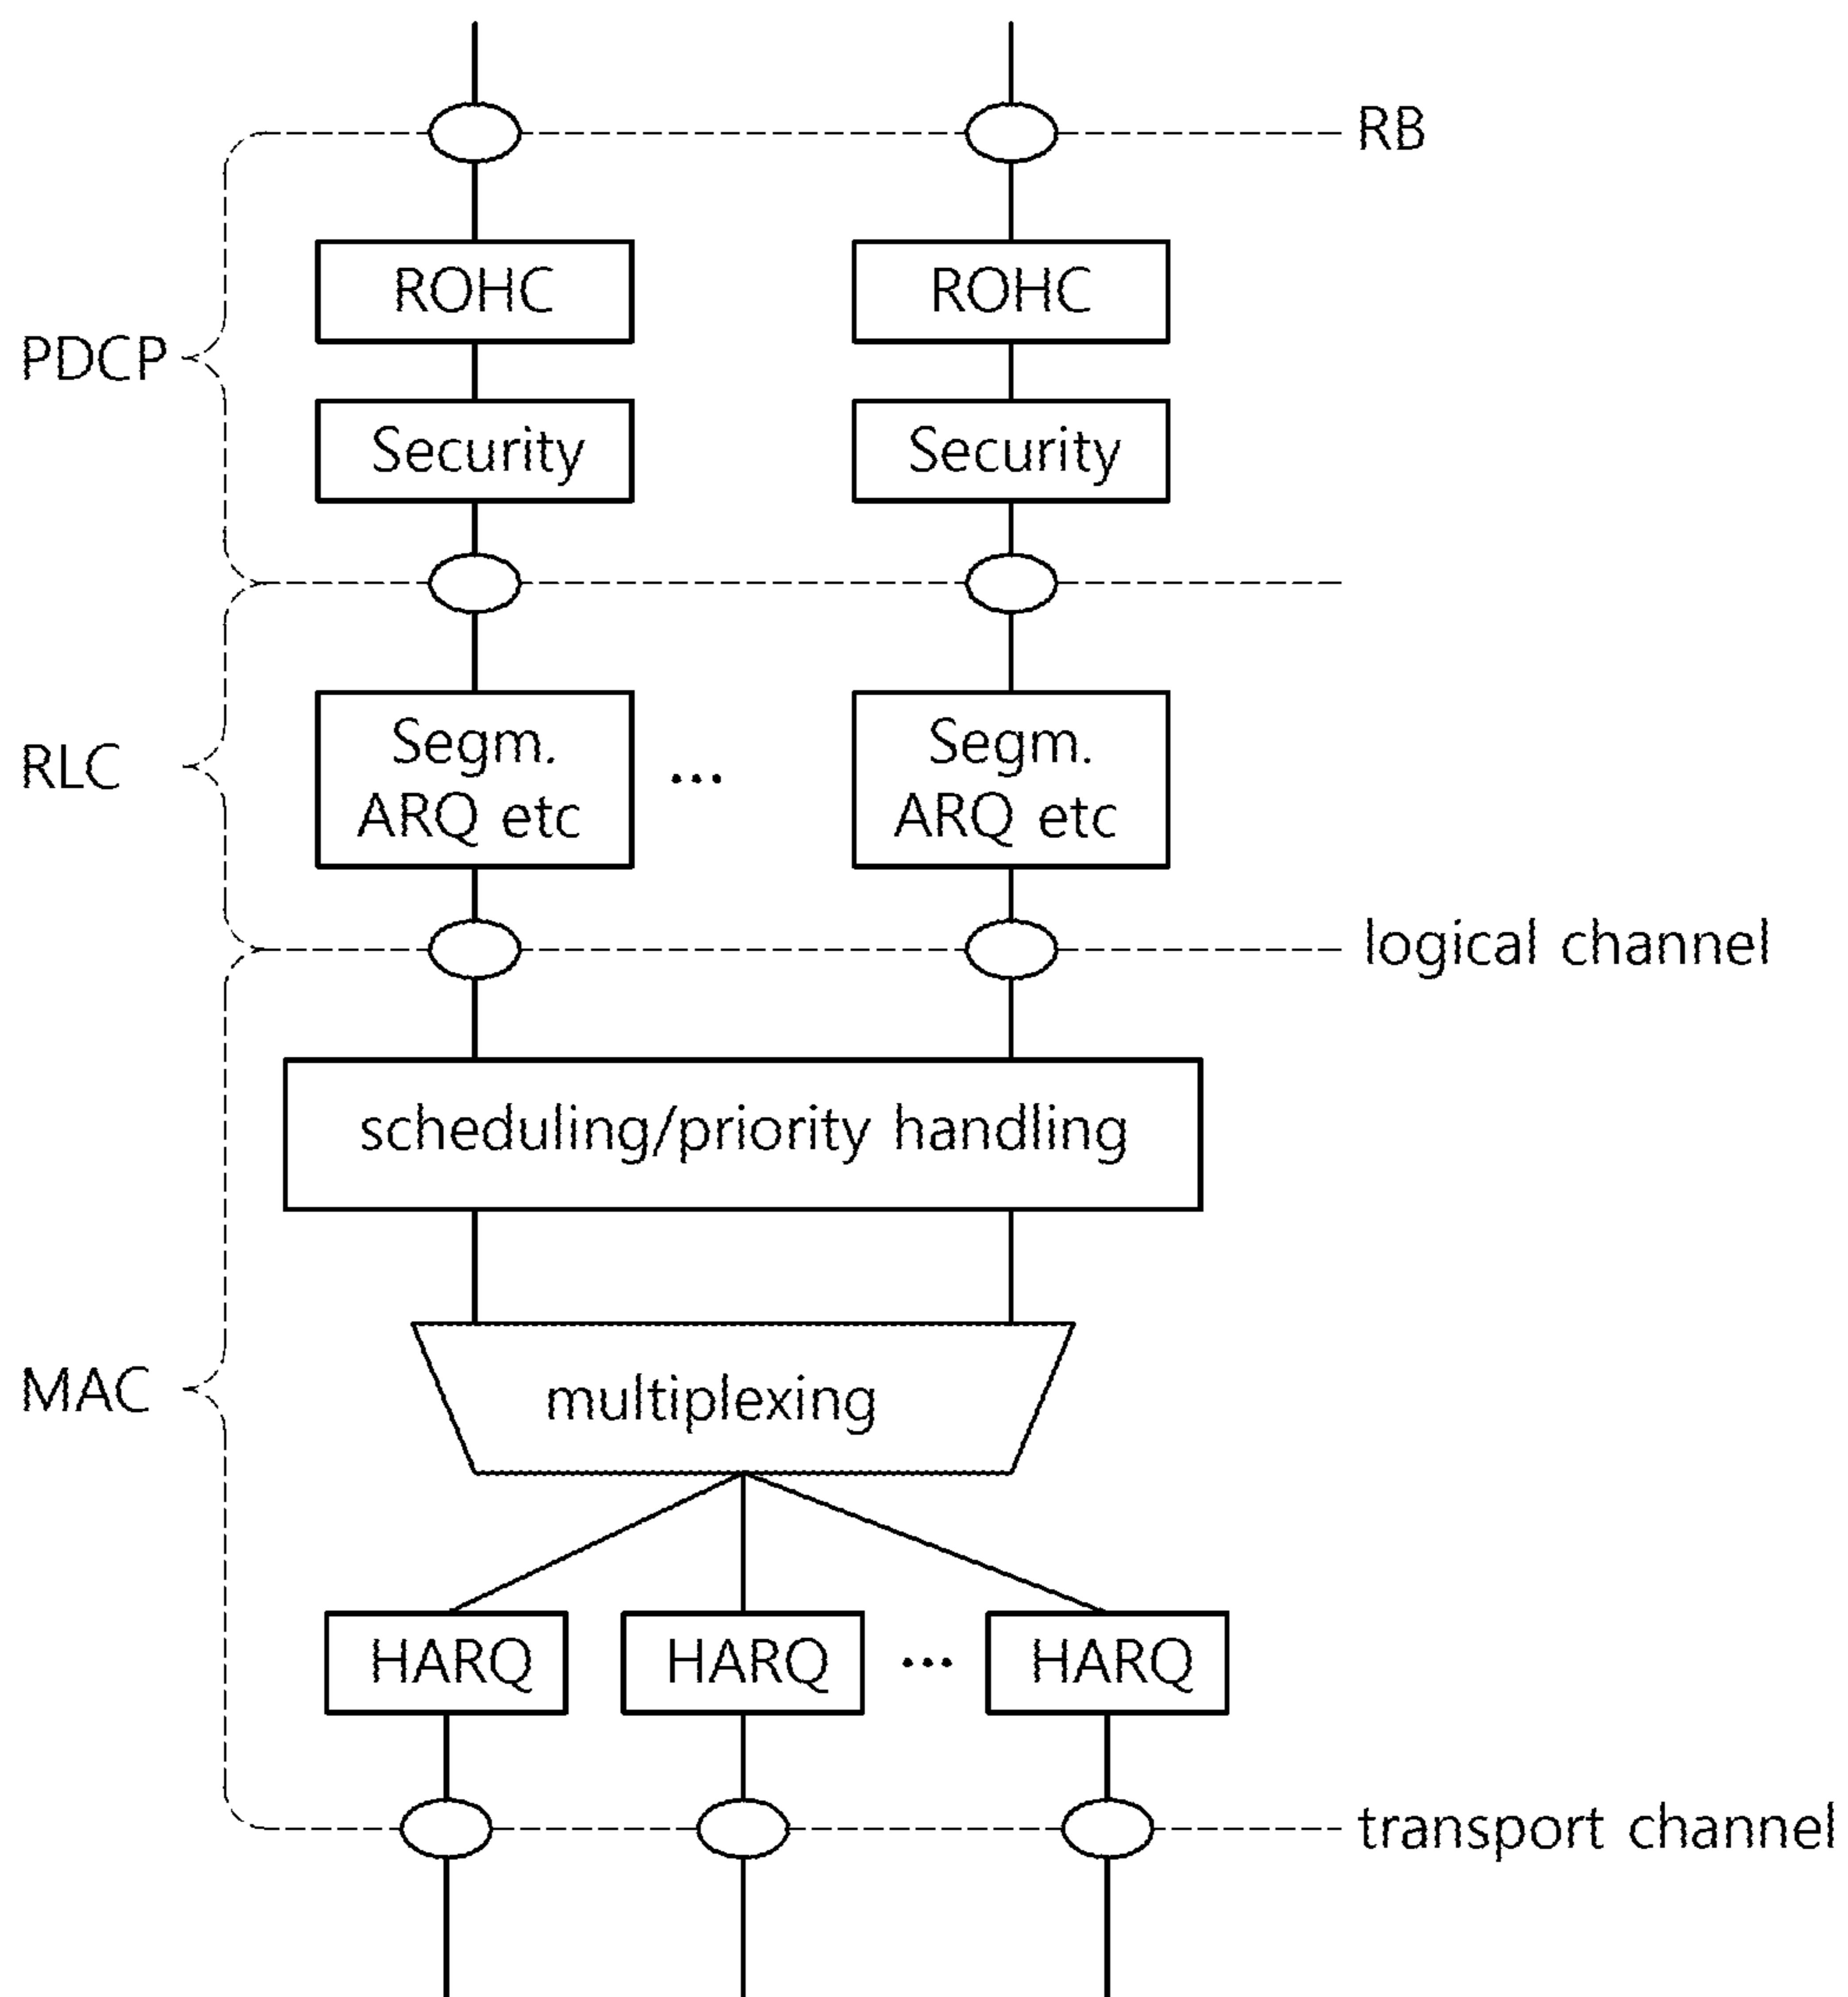 RB
ROHC
ROHC
PDCP
Security
Security
Segm.
ARQ etc
...
Segm.
ARQ etc
RLC
logical channel
scheduling/priority handling
MAC
multiplexing
HARQ
HARQ
...
HARQ
transport channel